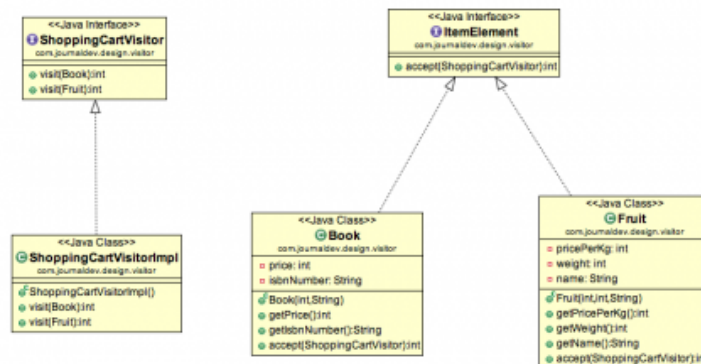 <<Java Interface>>
ShoppingCartVisitor
com.journaldev.design.visitor
visit(Book):int
visit(Fruit):int
<<Java Interface>>
ItemElement
com.journaldev.design.visitor
accept(ShoppingCartVisitor):int
<<Java Class>>
ShoppingCartVisitorImpl
com.journaldev.design.visitor
ShoppingCartVisitorImpl()
visit(Book):int
visit(Fruit):int
<<Java Class>>
Book
com.journaldev.design.visitor
price: int
isbnNumber: String
Book(int,String)
getPrice():int
getIsbnNumber():String
accept(ShoppingCartVisitor):int
<<Java Class>>
Fruit
com.journaldev.design.visitor
pricePerKg: int
weight: int
name: String
Fruit(int,int,String)
getPricePerKg():int
getWeight():int
getName():String
accept(ShoppingCartVisitor):int